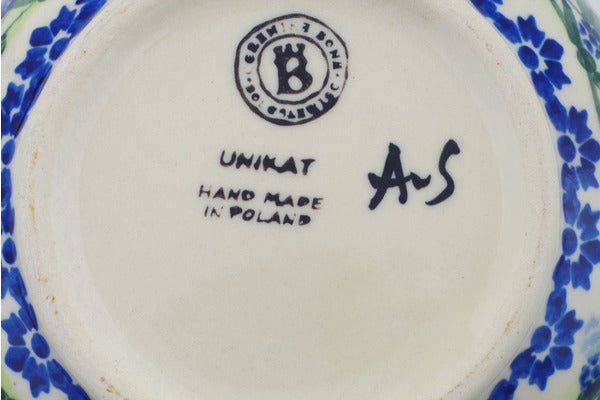 B
UNIKAT
HAND MADE
IN POLAND
A.S